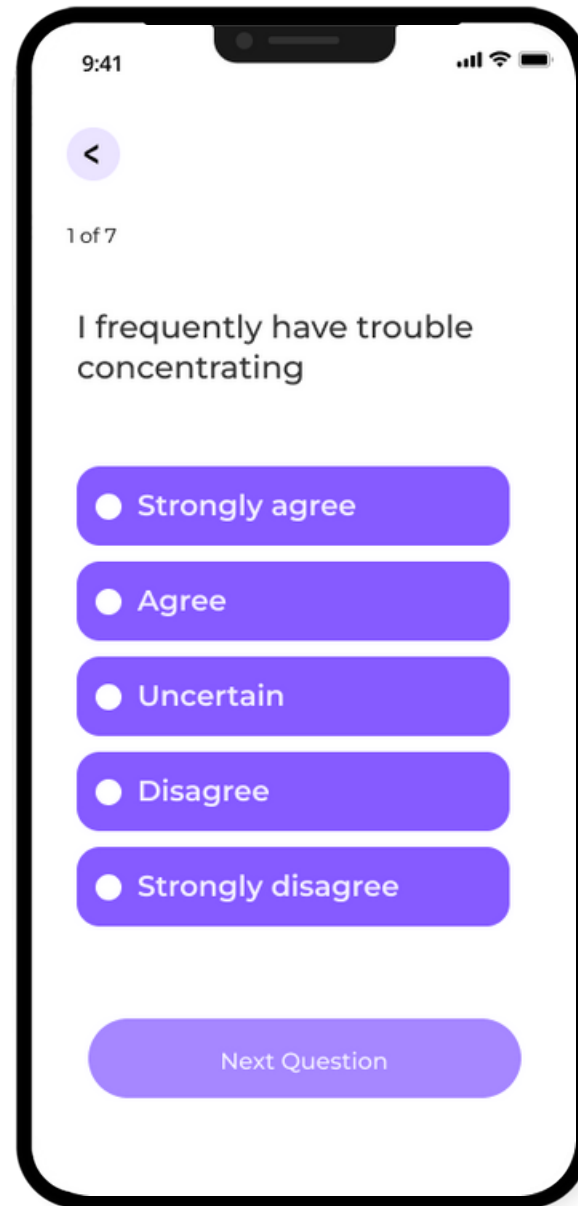 9:41
<
1 of 7
I frequently have trouble
concentrating
Strongly agree
Agree
Uncertain
Disagree
Strongly disagree
Next Question